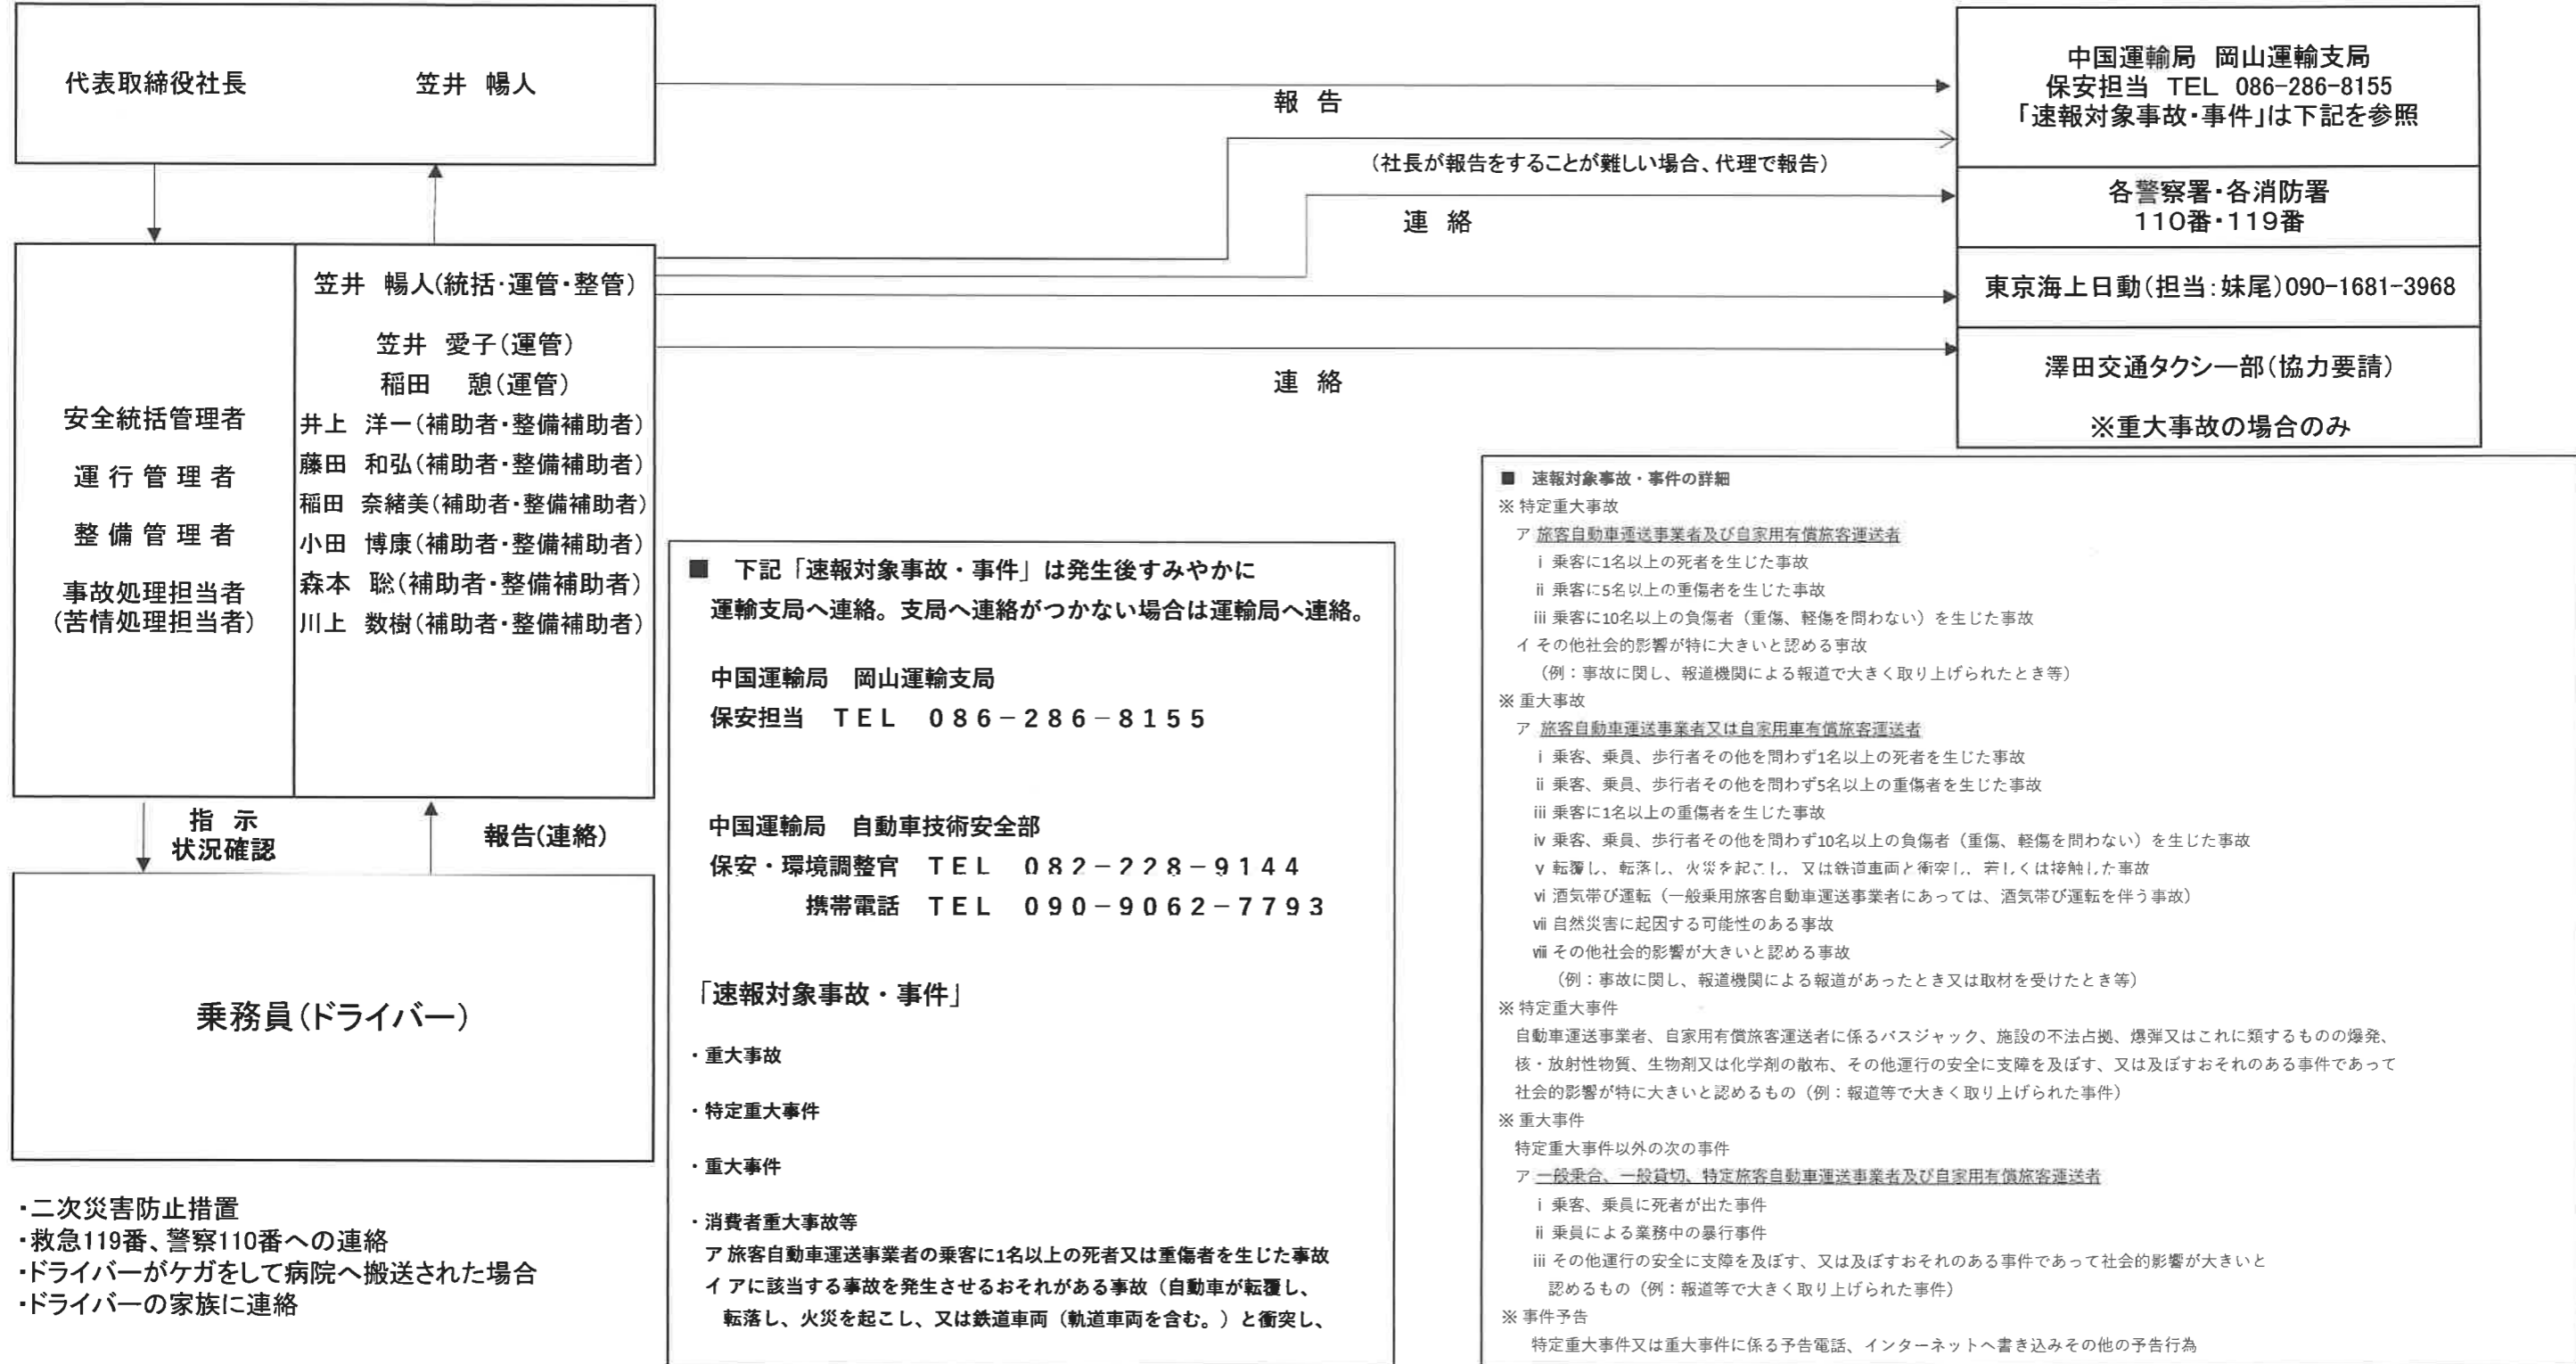 代表取締役社長　笠井　暢人
報　告
中国運輸局　岡山運輸支局
保安担当　TEL　086-286-8155
「速報対象事故・事件」は下記を参照
(社長が報告をすることが難しい場合、代理で報告)
連　絡
各警察署・各消防署
110番・119番
東京海上日動(担当:妹尾)090-1681-3968
連　絡
澤田交通タクシー部(協力要請)
※重大事故の場合のみ
安全統括管理者
運 行 管 理 者
整 備 管 理 者
事故処理担当者
(苦情処理担当者)
笠井　暢人(統括・運管・整管)
笠井　愛子(運管)
稲田　憩(運管)
井上　洋一(補助者・整備補助者)
藤田　和弘(補助者・整備補助者)
稲田　奈緒美(補助者・整備補助者)
小田　博康(補助者・整備補助者)
森本　聡(補助者・整備補助者)
川上　数樹(補助者・整備補助者)
指　示
状況確認
報告(連絡)
乗務員(ドライバー)
・二次災害防止措置
・救急119番、警察110番への連絡
・ドライバーがケガをして病院へ搬送された場合
・ドライバーの家族に連絡
■　下記「速報対象事故・事件」は発生後すみやかに
運輸支局へ連絡。支局へ連絡がつかない場合は運輸局へ連絡。
中国運輸局　岡山運輸支局
保安担当　ＴＥＬ　０８６－２８６－８１５５
中国運輸局　自動車技術安全部
保安・環境調整官　ＴＥＬ　０８２－２２８－９１４４
携帯電話　ＴＥＬ　０９０－９０６２－７７９３
「速報対象事故・事件」
・重大事故
・特定重大事件
・重大事件
・消費者重大事故等
ア 旅客自動車運送事業者の乗客に1名以上の死者又は重傷者を生じた事故
イ アに該当する事故を発生させるおそれがある事故（自動車が転覆し、
転落し、火災を起こし、又は鉄道車両（軌道車両を含む。）と衝突し、
■　速報対象事故・事件の詳細
※ 特定重大事故
ア 旅客自動車運送事業者及び自家用有償旅客運送者
ⅰ 乗客に1名以上の死者を生じた事故
ⅱ 乗客に5名以上の重傷者を生じた事故
ⅲ 乗客に10名以上の負傷者（重傷、軽傷を問わない）を生じた事故
イ その他社会的影響が特に大きいと認める事故
（例：事故に関し、報道機関による報道で大きく取り上げられたとき等）
※ 重大事故
ア 旅客自動車運送事業者又は自家用車有償旅客運送者
ⅰ 乗客、乗員、歩行者その他を問わず1名以上の死者を生じた事故
ⅱ 乗客、乗員、歩行者その他を問わず5名以上の重傷者を生じた事故
ⅲ 乗客に1名以上の重傷者を生じた事故
ⅳ 乗客、乗員、歩行者その他を問わず10名以上の負傷者（重傷、軽傷を問わない）を生じた事故
ⅴ 転覆し、転落し、火災を起こし、又は鉄道車両と衝突し、若しくは接触した事故
ⅵ 酒気帯び運転（一般乗用旅客自動車運送事業者にあっては、酒気帯び運転を伴う事故）
ⅶ 自然災害に起因する可能性のある事故
ⅷ その他社会的影響が大きいと認める事故
（例：事故に関し、報道機関による報道があったとき又は取材を受けたとき等）
※ 特定重大事件
自動車運送事業者、自家用有償旅客運送者に係るバスジャック、施設の不法占拠、爆弾又はこれに類するものの爆発、
核・放射性物質、生物剤又は化学剤の散布、その他運行の安全に支障を及ぼす、又は及ぼすおそれのある事件であって
社会的影響が特に大きいと認めるもの（例：報道等で大きく取り上げられた事件）
※ 重大事件
特定重大事件以外の次の事件
ア 一般乗合、一般貸切、特定旅客自動車運送事業者及び自家用有償旅客運送者
ⅰ 乗客、乗員に死者が出た事件
ⅱ 乗員による業務中の暴行事件
ⅲ その他運行の安全に支障を及ぼす、又は及ぼすおそれのある事件であって社会的影響が大きいと
認めるもの（例：報道等で大きく取り上げられた事件）
※ 事件予告
特定重大事件又は重大事件に係る予告電話、インターネットへ書き込みその他の予告行為